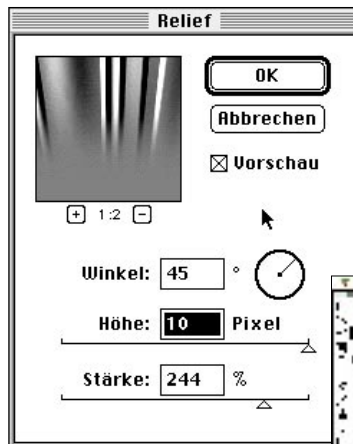 Relief
OK
Abbrechen
Vorschau
+ 1:2 −
Winkel: 45 °
Höhe: 10 Pixel
Stärke: 244 %